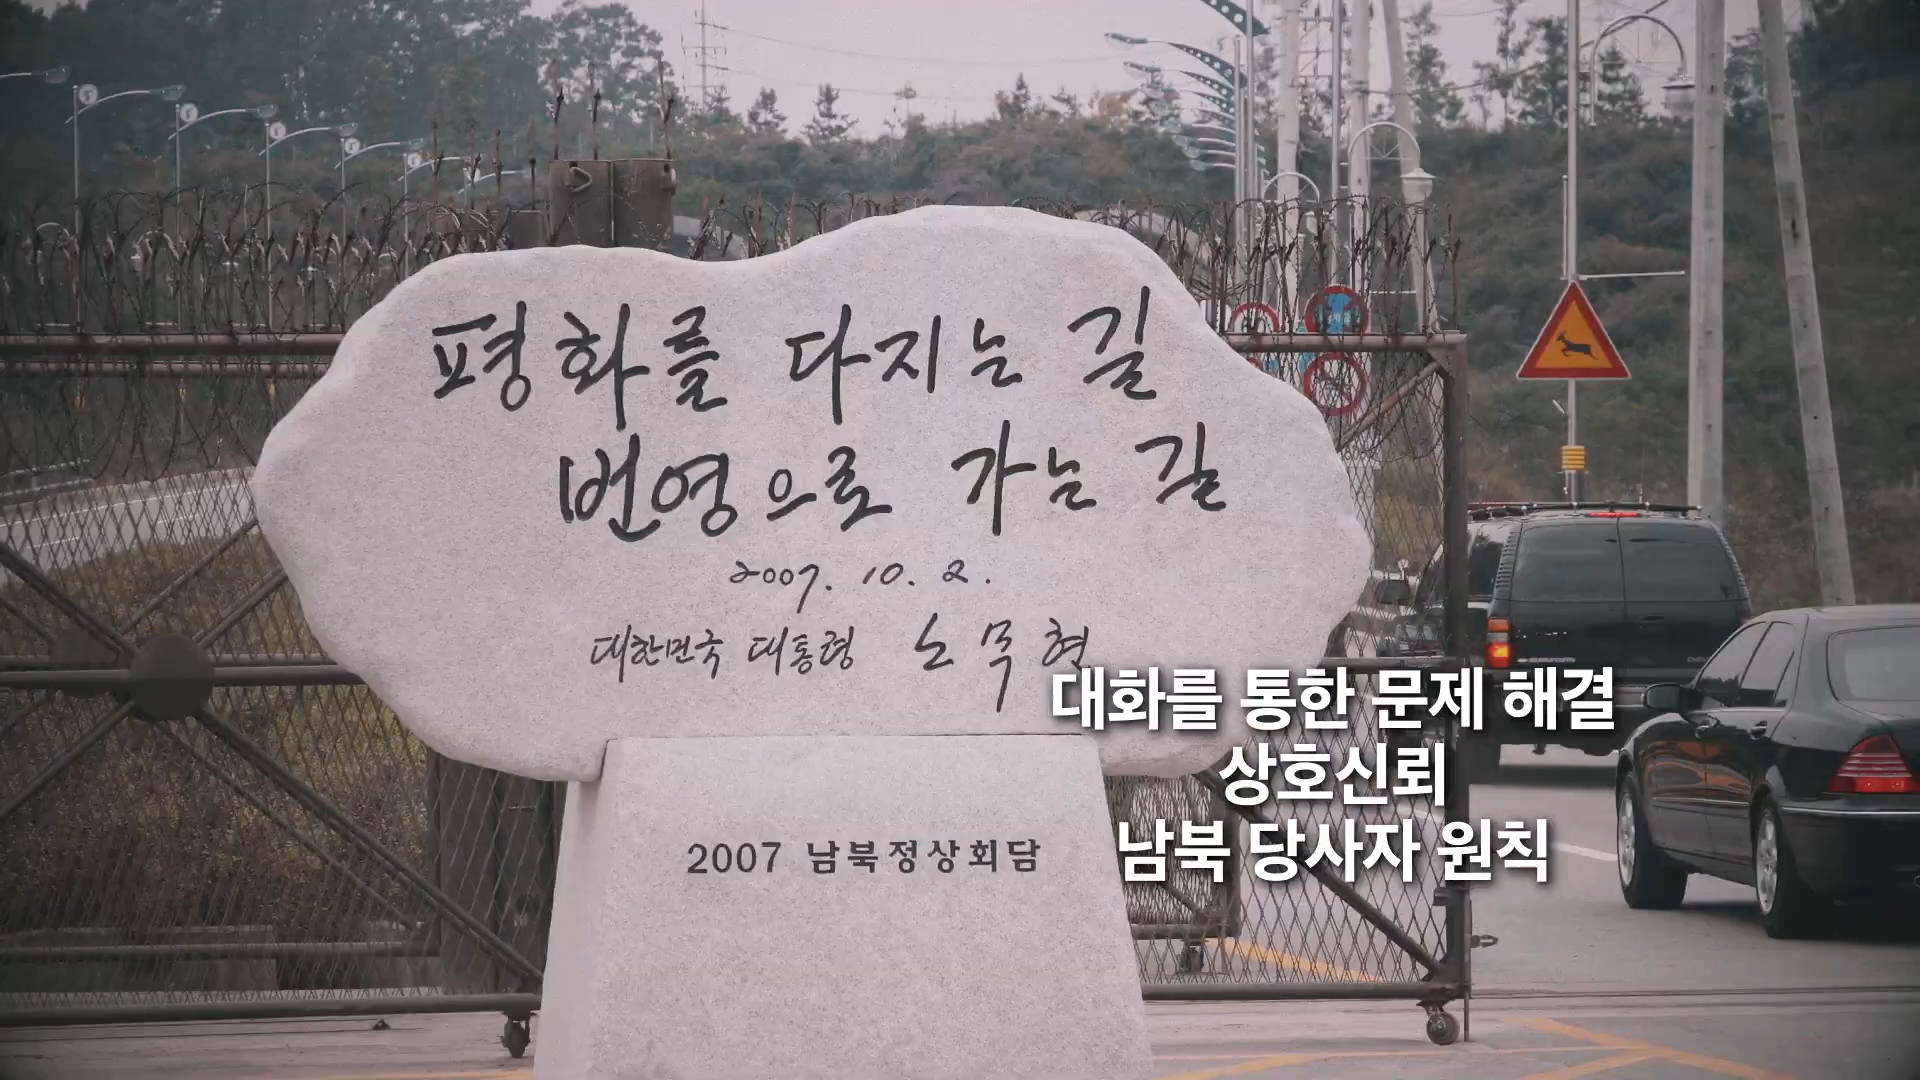 평화를 다지는 길
번영으로 가는 길
2007. 10. 2.
대한민국 대통령 노무현
2007 남북정상회담
대화를 통한 문제 해결
상호신뢰
남북 당사자 원칙